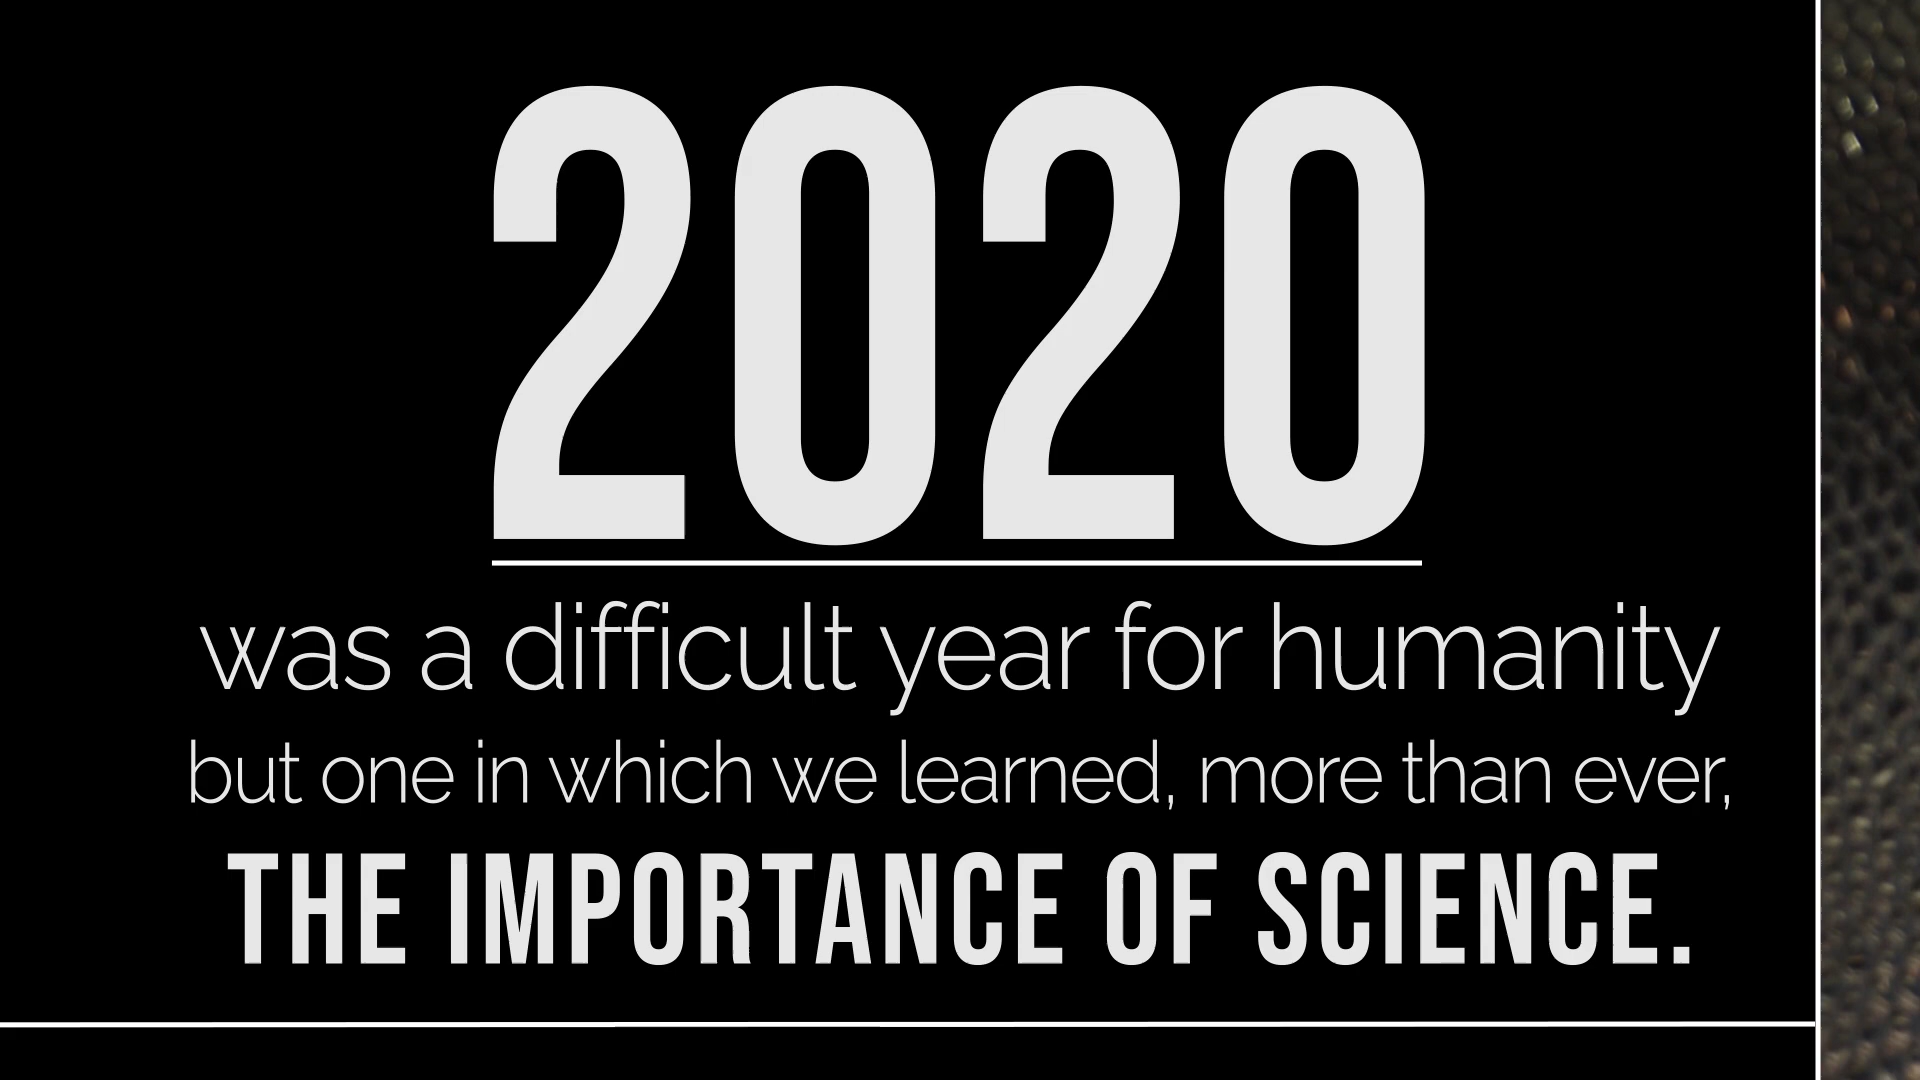 2020
was a difficult year for humanity
but one in which we learned, more than ever,
THE IMPORTANCE OF SCIENCE.